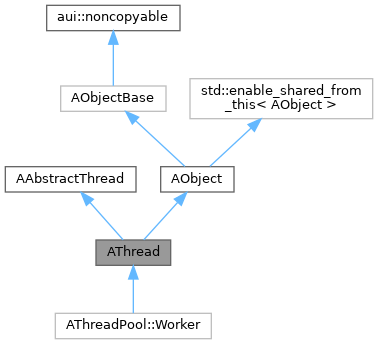 aui::noncopyable
AObjectBase
std::enable_shared_from
_this< AObject >
AAbstractThread
AObject
AThread
AThreadPool::Worker